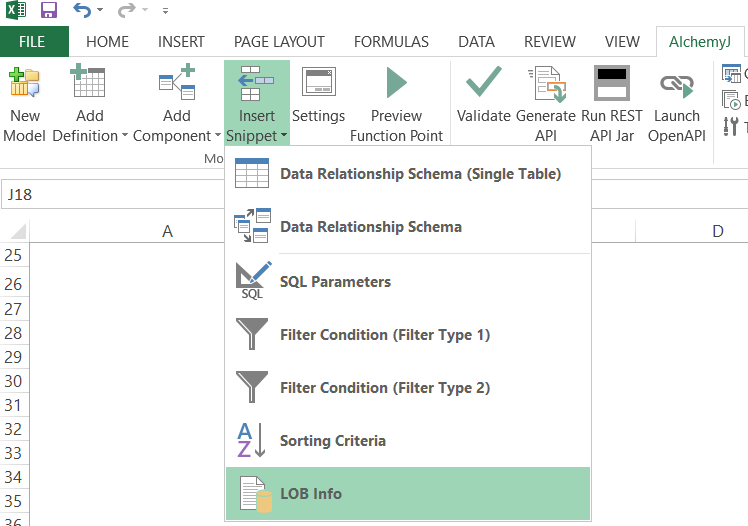 FILE HOME INSERT PAGE LAYOUT FORMULAS DATA REVIEW VIEW AlchemyJ
New Model
Add Definition
Add Component
Insert Snippet
Settings
Preview Function Point
Validate
Generate API
Run REST API Jar
Launch OpenAPI
C
E
T
Mo
J18
A D
Data Relationship Schema (Single Table)
Data Relationship Schema
SQL
SQL Parameters
Filter Condition (Filter Type 1)
Filter Condition (Filter Type 2)
A
Z
Sorting Criteria
LOB Info
25
26
27
28
29
30
31
32
33
34
35
36